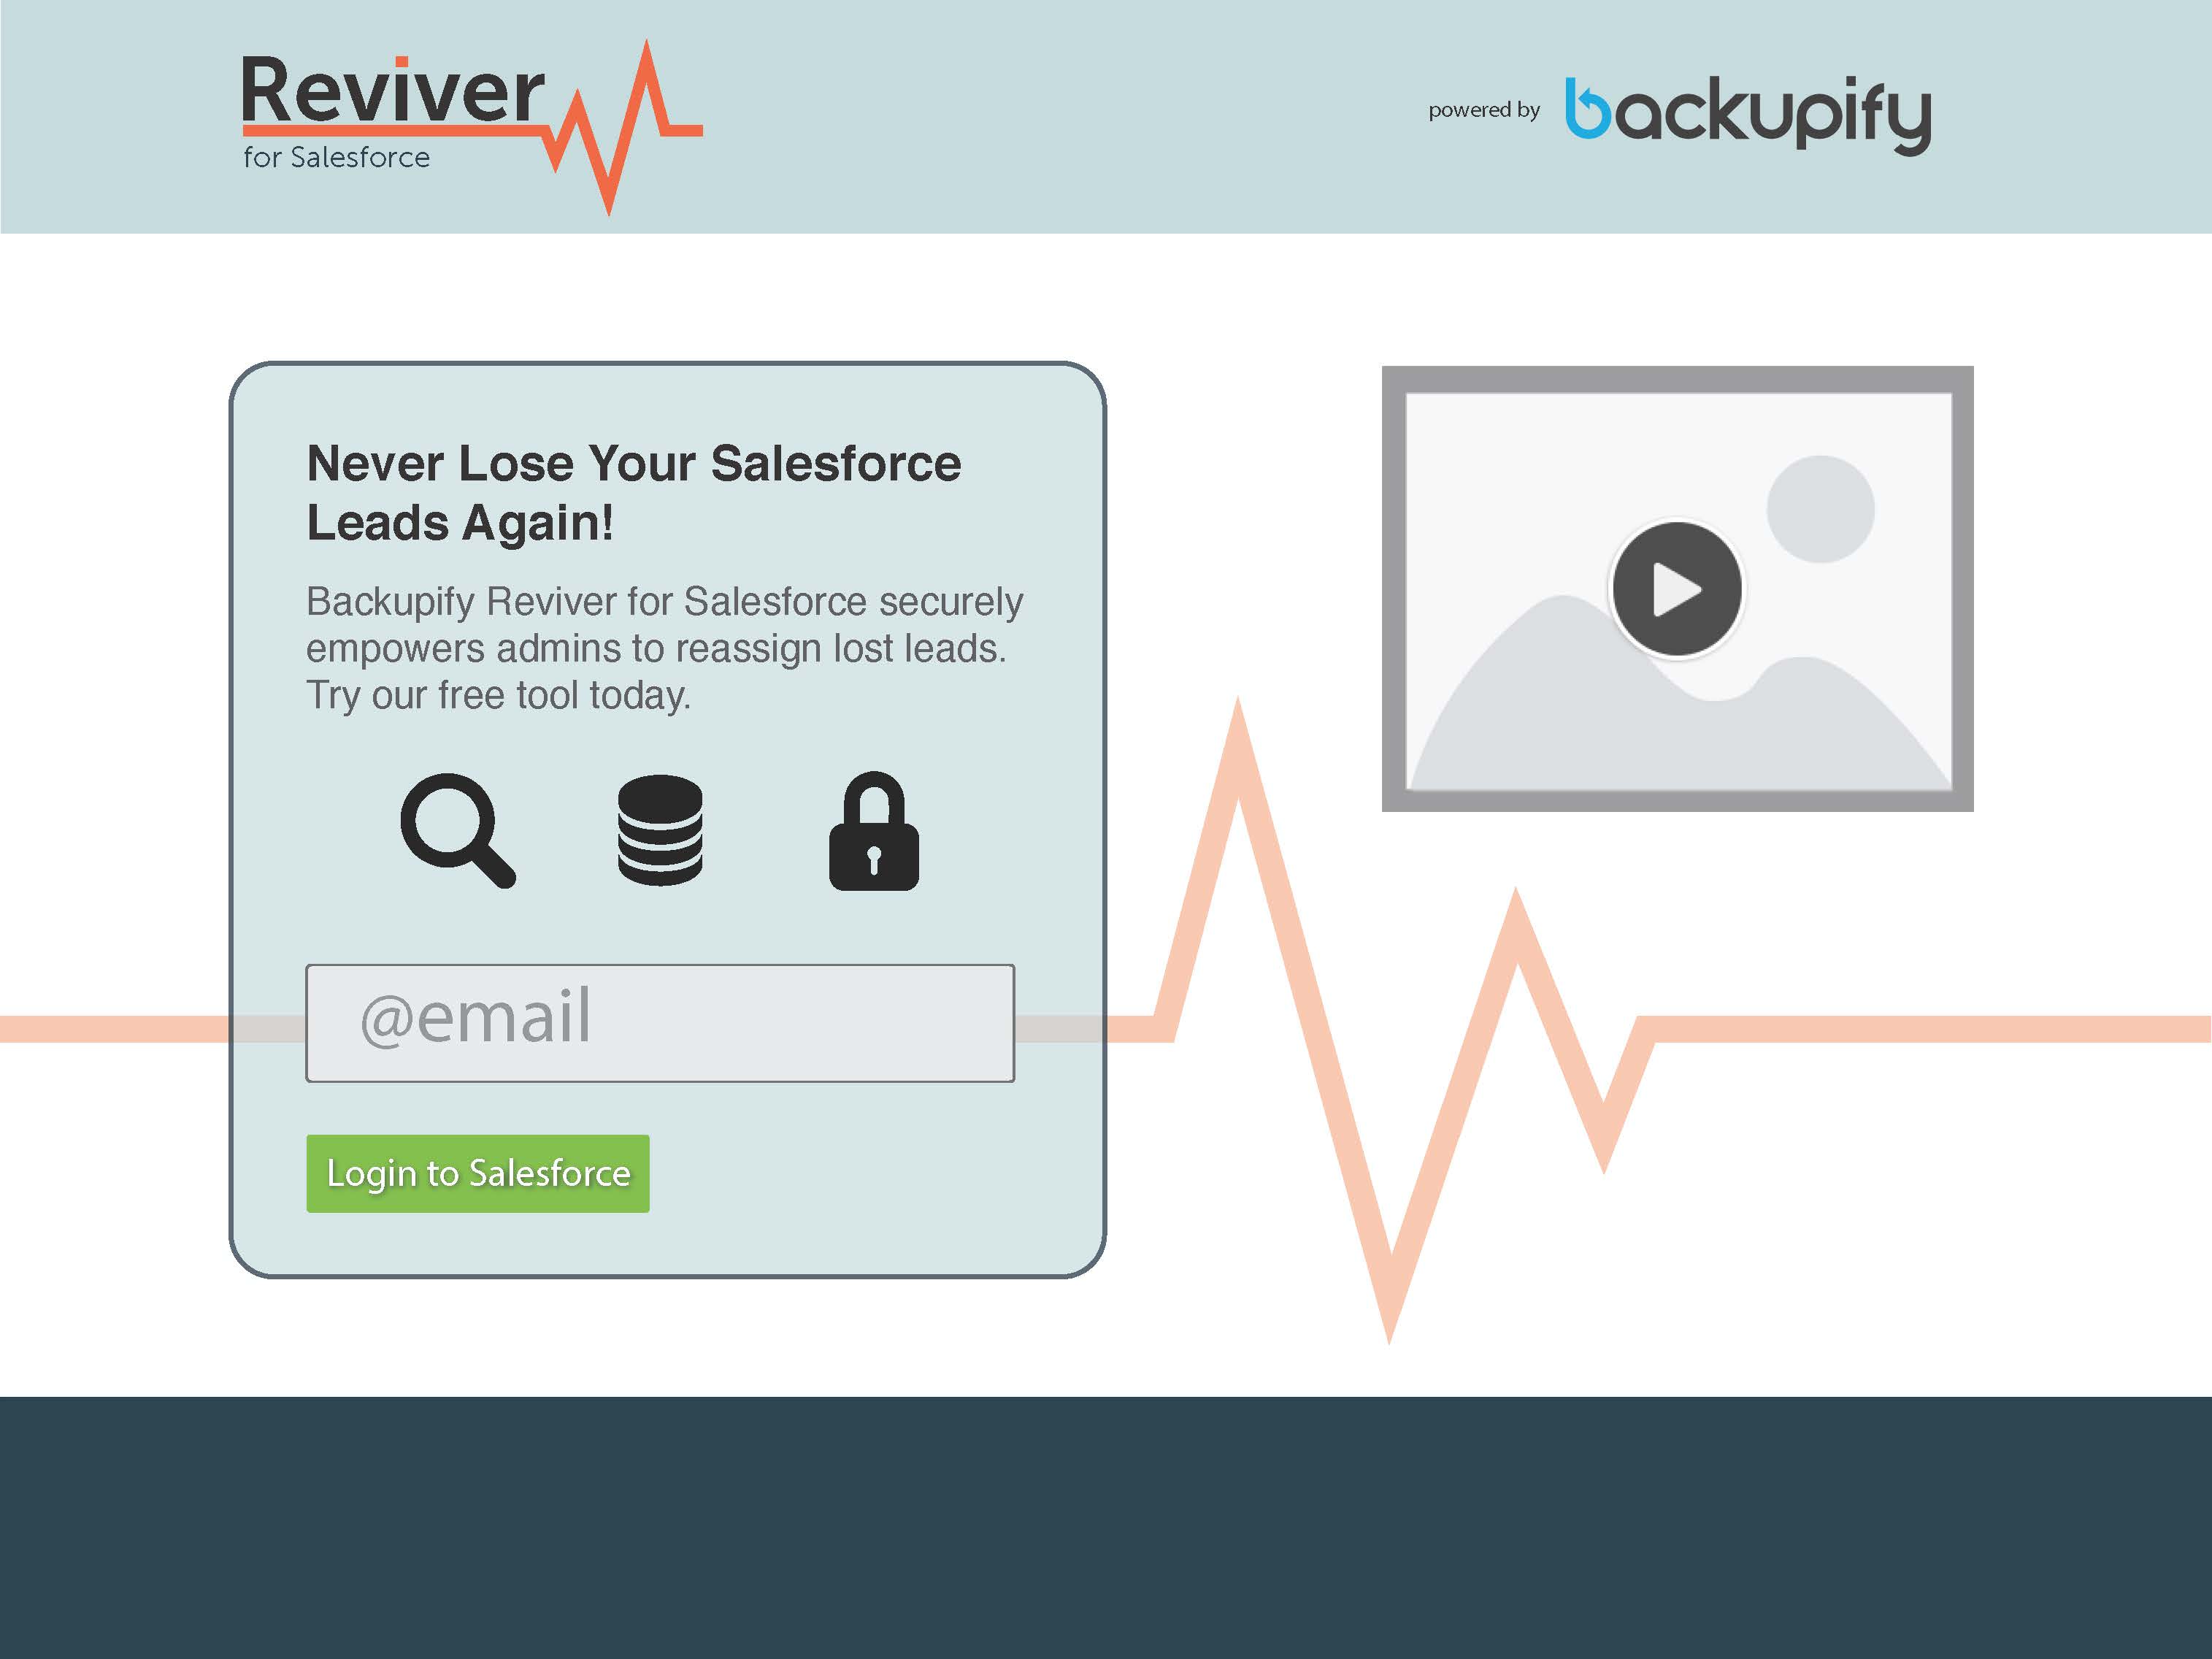 Reviver
for Salesforce
powered by backupify
Never Lose Your Salesforce
Leads Again!
Backupify Reviver for Salesforce securely
empowers admins to reassign lost leads.
Try our free tool today.
@email
Login to Salesforce